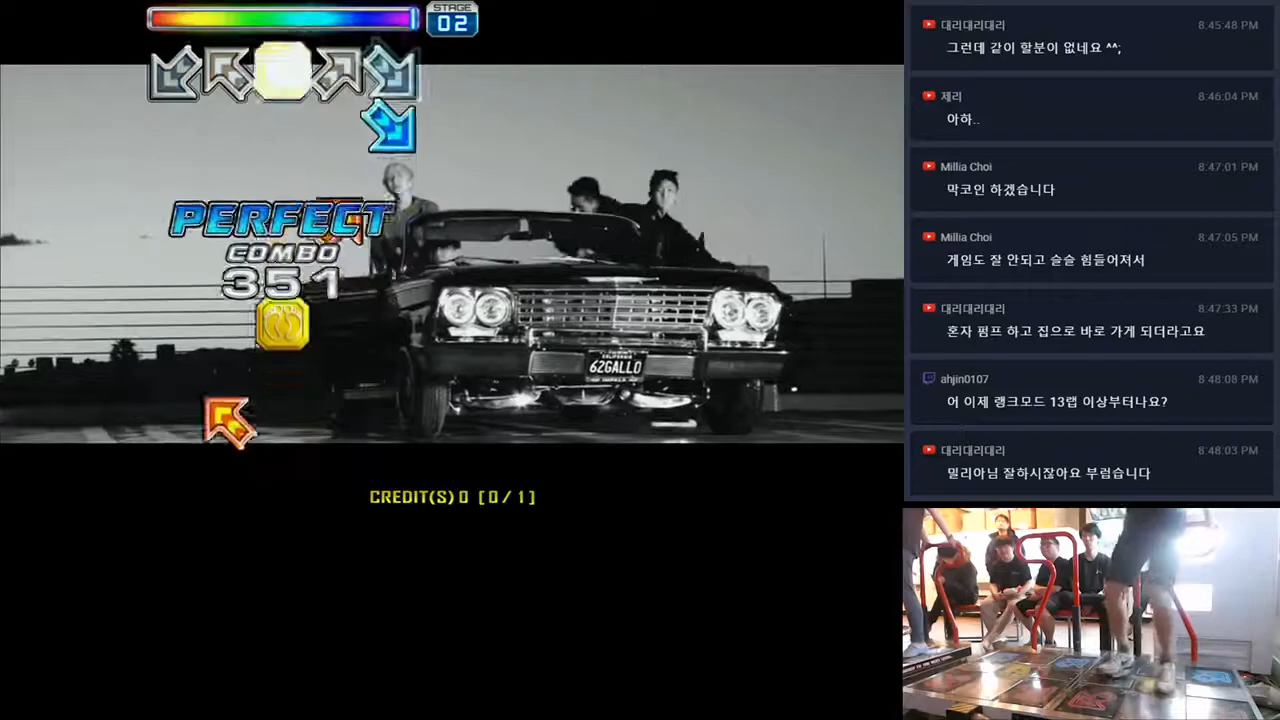 STAGE
02
PERFECT
COMBO
351
62GALLO
CREDIT(S) 0 [0/1]
대리대리대리 8:45:48 PM
그런데 같이 할분이 없네요 ^^;
제리 8:46:04 PM
아하..
Millia Choi 8:47:01 PM
막코인 하겠습니다
Millia Choi 8:47:05 PM
게임도 잘 안되고 슬슬 힘들어져서
대리대리대리 8:47:33 PM
혼자 펌프 하고 집으로 바로 가게 되더라고요
ahjin0107 8:48:08 PM
어 이제 랭크모드 13랩 이상부터나요?
대리대리대리 8:48:03 PM
밀리아님 잘하시잖아요 부럽습니다